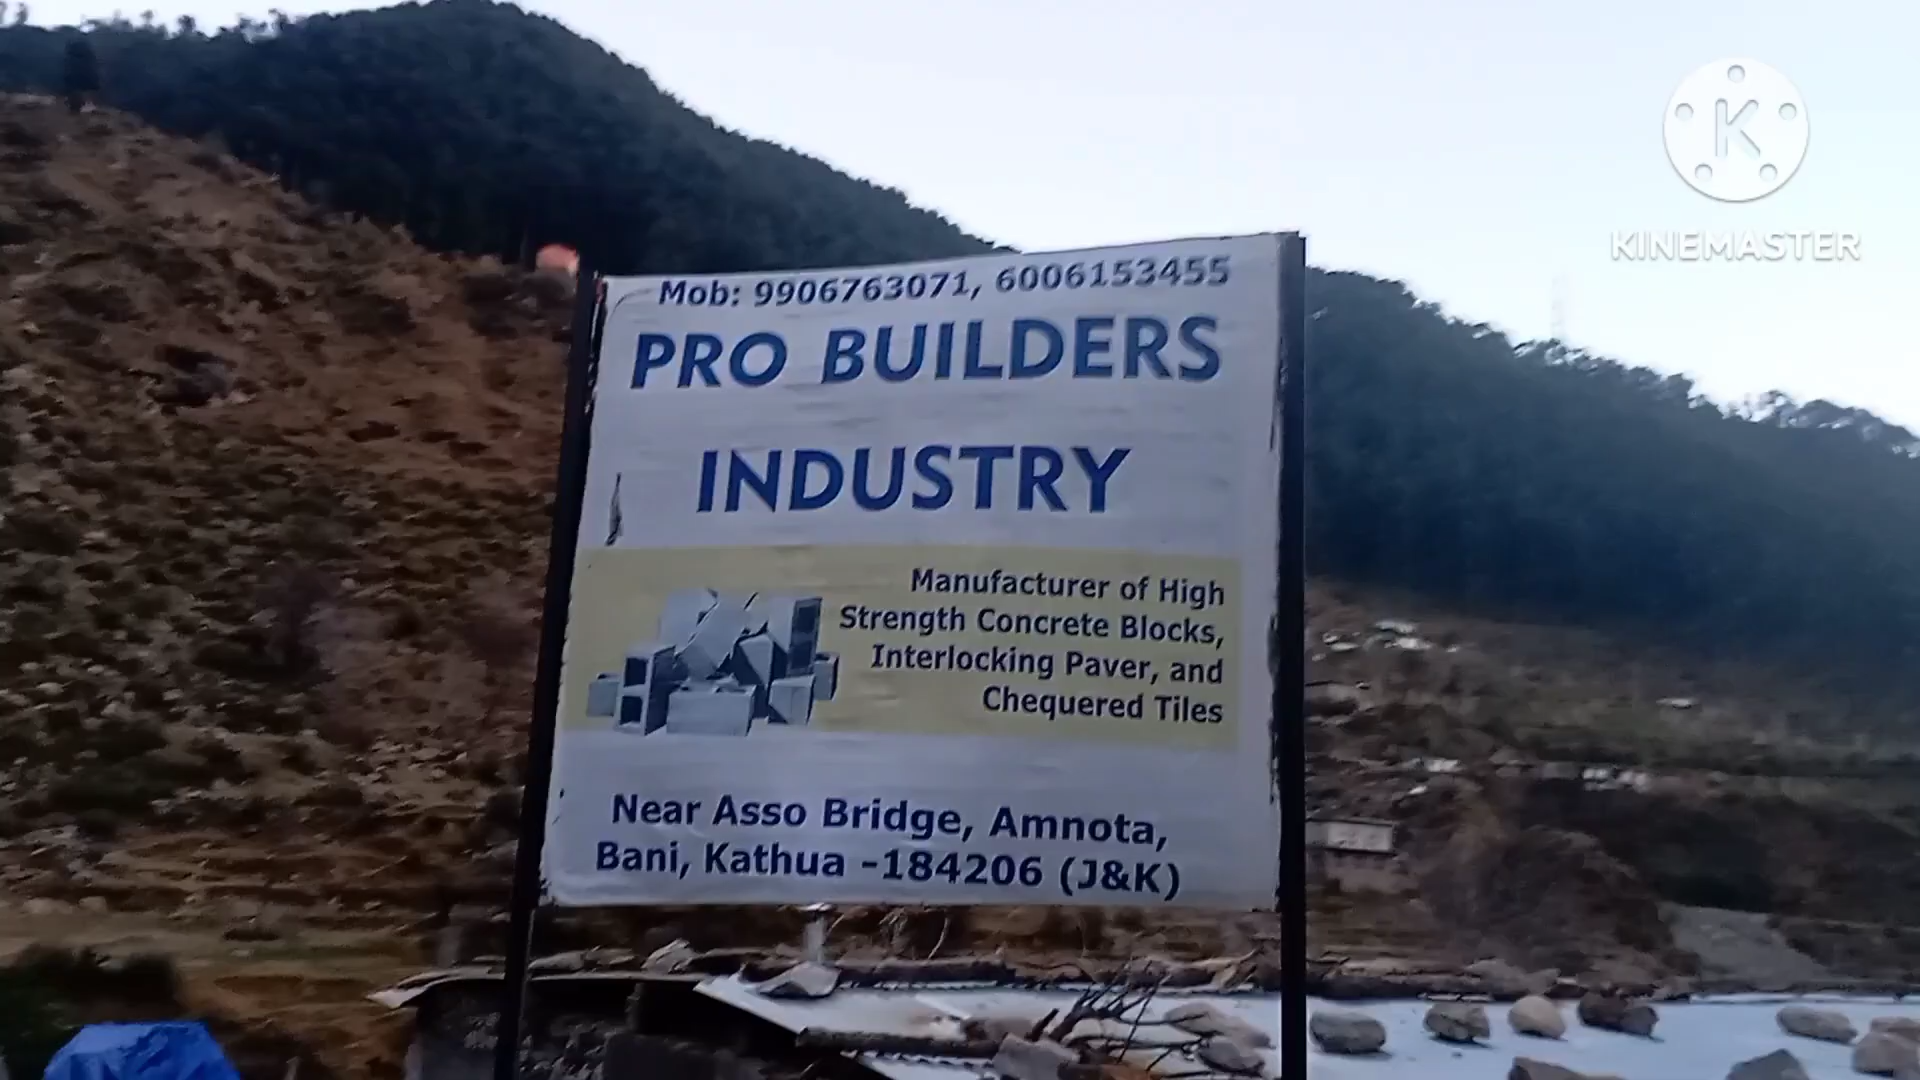 K
KINEMASTER
Mob: 9906763071, 6006153455
PRO BUILDERS
INDUSTRY
Manufacturer of High
Strength Concrete Blocks,
Interlocking Paver, and
Chequered Tiles
Near Asso Bridge, Amnota,
Bani, Kathua -184206 (J&K)